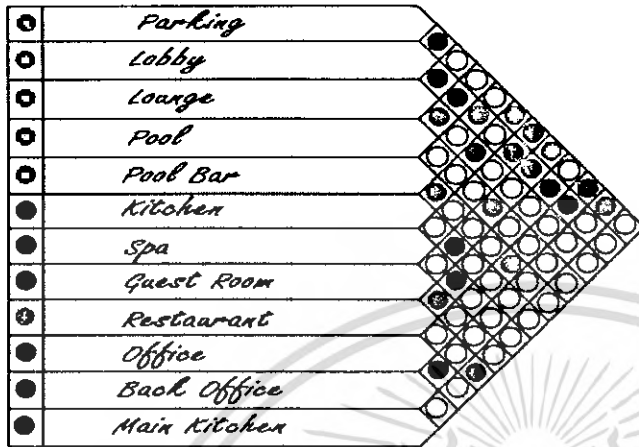 Parking
Lobby
Lounge
Pool
Pool Bar
Kitchen
Spa
Guest Room
Restaurant
Office
Back Office
Main Kitchen